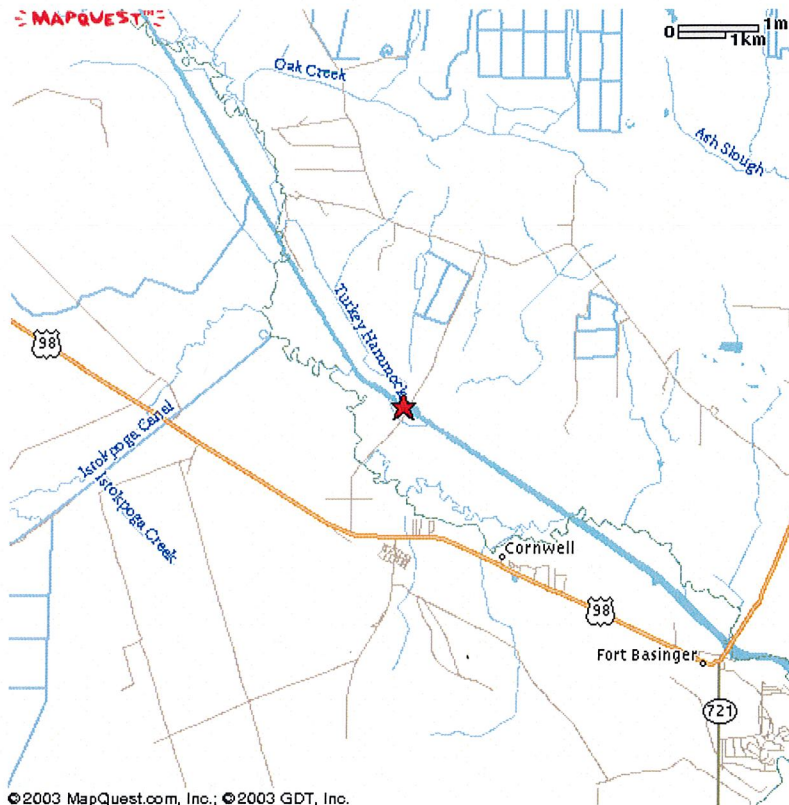 MAPQUEST
0 1m
1km
Oak Creek
Ash Slough
Turkey Hammock
98
Istokpoga Canal
Istokpoga Creek
Cornwell
98
Fort Basinger
721
©2003 MapQuest.com, Inc.; ©2003 GDT, Inc.